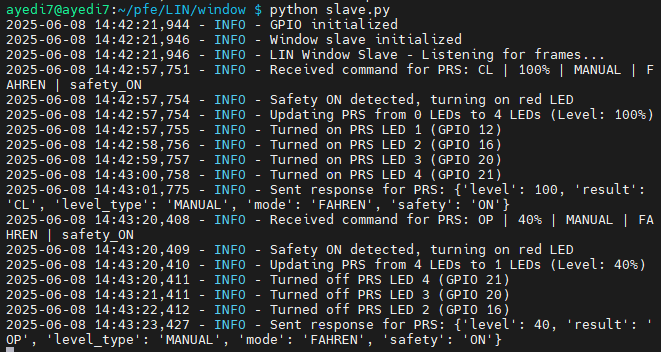 ayedi7@ayedi7:~/pfe/LIN/window $ python slave.py
2025-06-08 14:42:21,944 - INFO - GPIO initialized
2025-06-08 14:42:21,946 - INFO - Window slave initialized
2025-06-08 14:42:21,946 - INFO - LIN Window Slave - Listening for frames...
2025-06-08 14:42:57,751 - INFO - Received command for PRS: CL | 100% | MANUAL | F
AHREN | safety_ON
2025-06-08 14:42:57,754 - INFO - Safety ON detected, turning on red LED
2025-06-08 14:42:57,754 - INFO - Updating PRS from 0 LEDs to 4 LEDs (Level: 100%)
2025-06-08 14:42:57,755 - INFO - Turned on PRS LED 1 (GPIO 12)
2025-06-08 14:42:58,756 - INFO - Turned on PRS LED 2 (GPIO 16)
2025-06-08 14:42:59,757 - INFO - Turned on PRS LED 3 (GPIO 20)
2025-06-08 14:43:00,758 - INFO - Turned on PRS LED 4 (GPIO 21)
2025-06-08 14:43:01,775 - INFO - Sent response for PRS: {'level': 100, 'result':
'CL', 'level_type': 'MANUAL', 'mode': 'FAHREN', 'safety': 'ON'}
2025-06-08 14:43:20,408 - INFO - Received command for PRS: OP | 40% | MANUAL | FA
HREN | safety_ON
2025-06-08 14:43:20,409 - INFO - Safety ON detected, turning on red LED
2025-06-08 14:43:20,410 - INFO - Updating PRS from 4 LEDs to 1 LEDs (Level: 40%)
2025-06-08 14:43:20,411 - INFO - Turned off PRS LED 4 (GPIO 21)
2025-06-08 14:43:21,411 - INFO - Turned off PRS LED 3 (GPIO 20)
2025-06-08 14:43:22,412 - INFO - Turned off PRS LED 2 (GPIO 16)
2025-06-08 14:43:23,427 - INFO - Sent response for PRS: {'level': 40, 'result': '
OP', 'level_type': 'MANUAL', 'mode': 'FAHREN', 'safety': 'ON'}